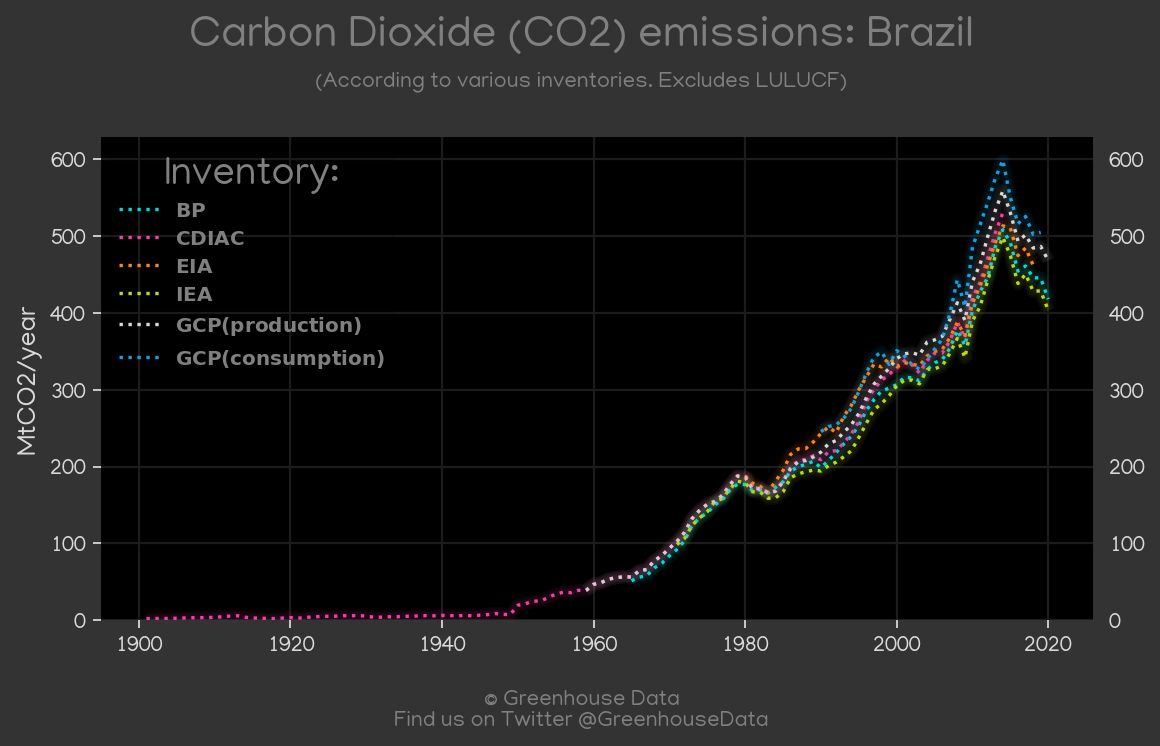 Carbon Dioxide (CO2) emissions: Brazil
(According to various inventories. Excludes LULUCF)
Inventory:
BP
CDIAC
EIA
IEA
GCP(production)
GCP(consumption)
MtCO2/year
600
500
400
300
200
100
0
600
500
400
300
200
100
0
1900 1920 1940 1960 1980 2000 2020
© Greenhouse Data
Find us on Twitter @GreenhouseData